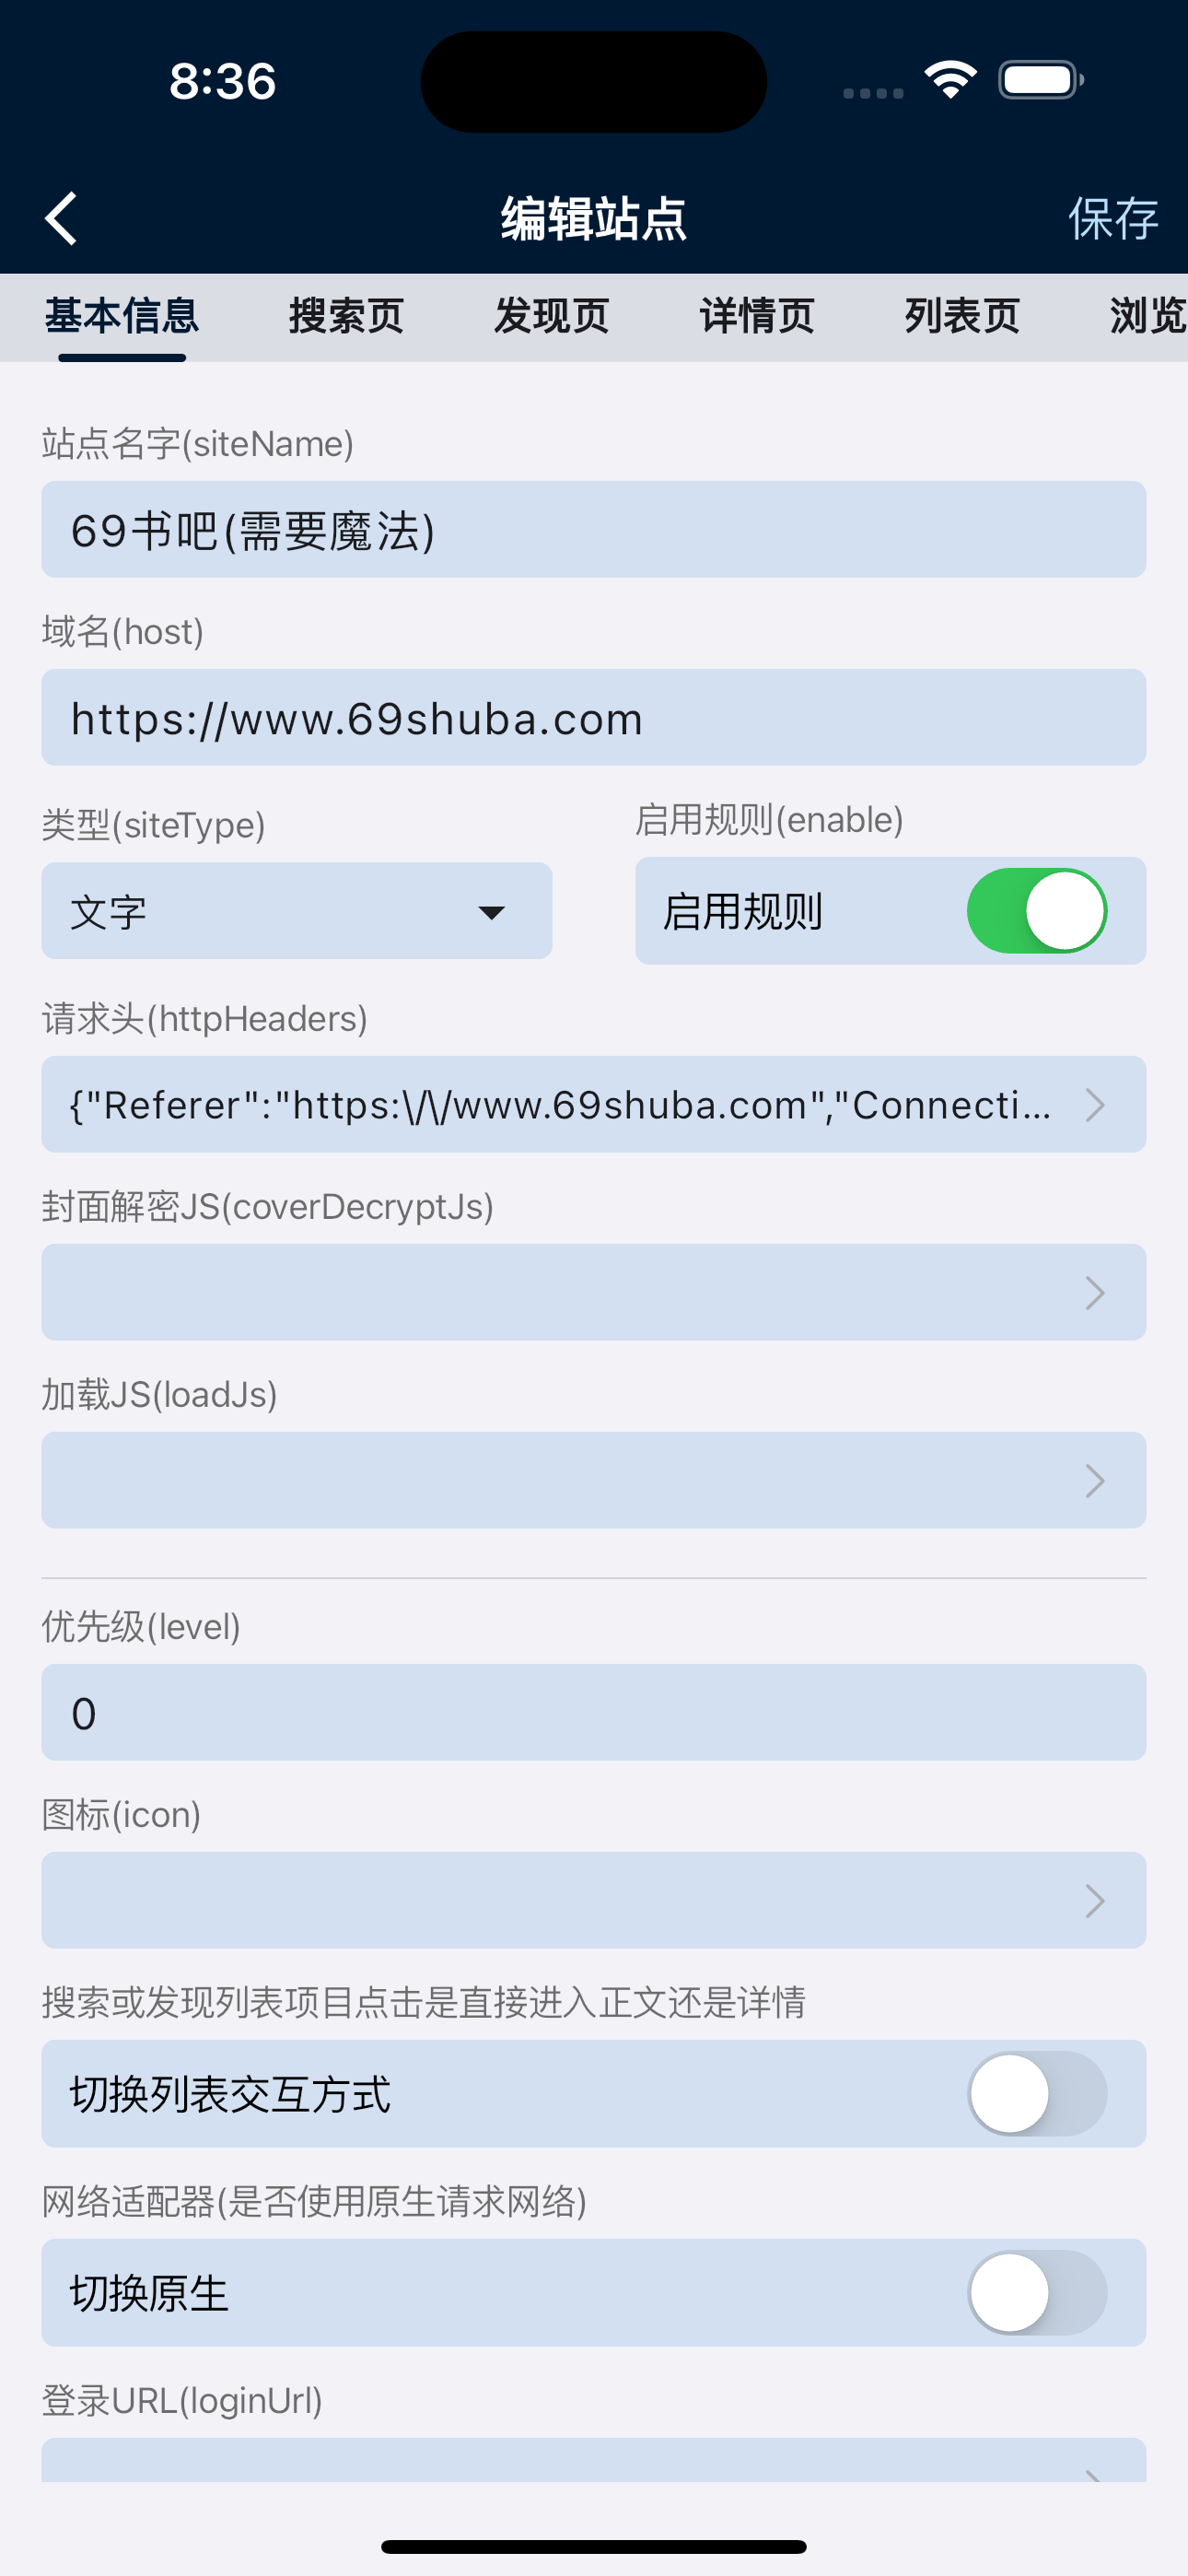 8:36
编辑站点
保存
基本信息 搜索页 发现页 详情页 列表页 浏览
站点名字(siteName)
69书吧(需要魔法)
域名(host)
https://www.69shuba.com
类型(siteType)
启用规则(enable)
文字
启用规则
请求头(httpHeaders)
{"Referer":"https:\/\/www.69shuba.com","Connecti...
封面解密JS(coverDecryptJs)
加载JS(loadJs)
优先级(level)
0
图标(icon)
搜索或发现列表项目点击是直接进入正文还是详情
切换列表交互方式
网络适配器(是否使用原生请求网络)
切换原生
登录URL(loginUrl)